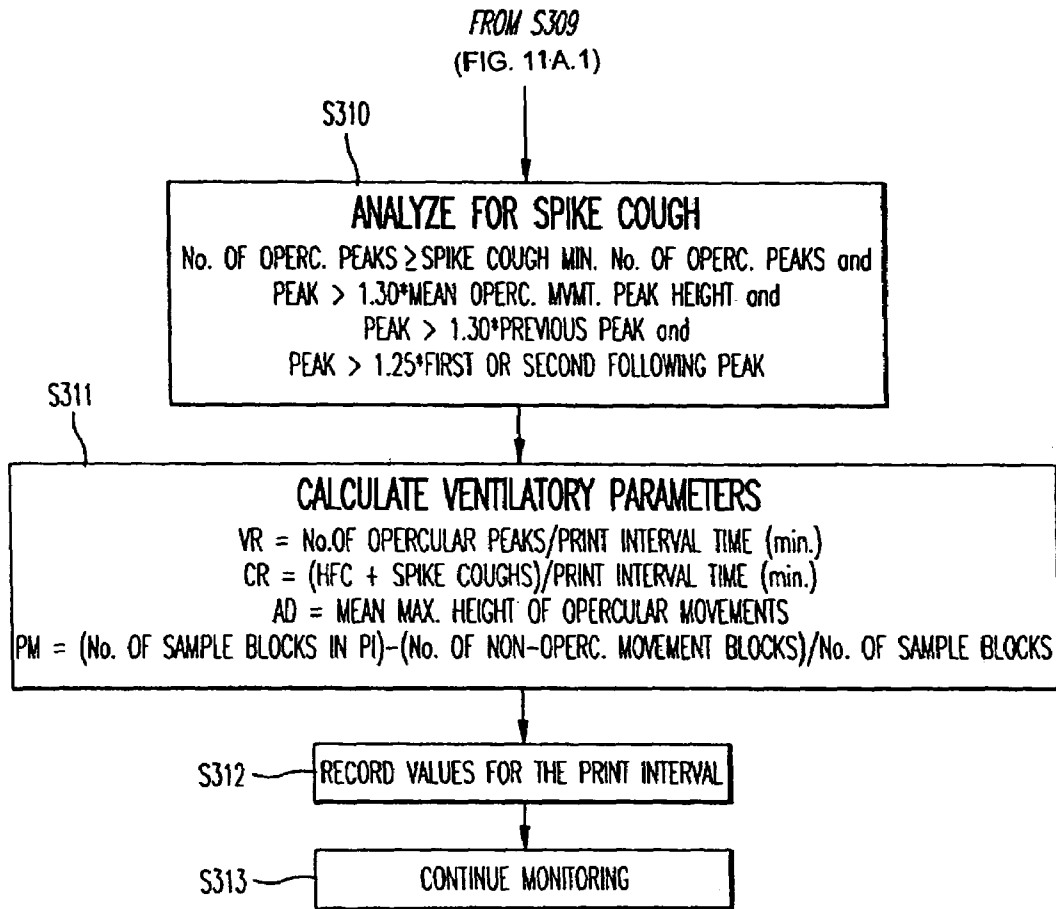 FROM S309
(FIG. 11A.1)
S310
ANALYZE FOR SPIKE COUGH
No. OF OPERC. PEAKS ≥ SPIKE COUGH MIN. No. OF OPERC. PEAKS and
PEAK > 1.30*MEAN OPERC. MVMT. PEAK HEIGHT and
PEAK > 1.30*PREVIOUS PEAK and
PEAK > 1.25*FIRST OR SECOND FOLLOWING PEAK
S311
CALCULATE VENTILATORY PARAMETERS
VR = No.OF OPERCULAR PEAKS/PRINT INTERVAL TIME (min.)
CR = (HFC + SPIKE COUGHS)/PRINT INTERVAL TIME (min.)
AD = MEAN MAX. HEIGHT OF OPERCULAR MOVEMENTS
PM = (No. OF SAMPLE BLOCKS IN PI)-(No. OF NON-OPERC. MOVEMENT BLOCKS)/No. OF SAMPLE BLOCKS
S312
RECORD VALUES FOR THE PRINT INTERVAL
S313
CONTINUE MONITORING